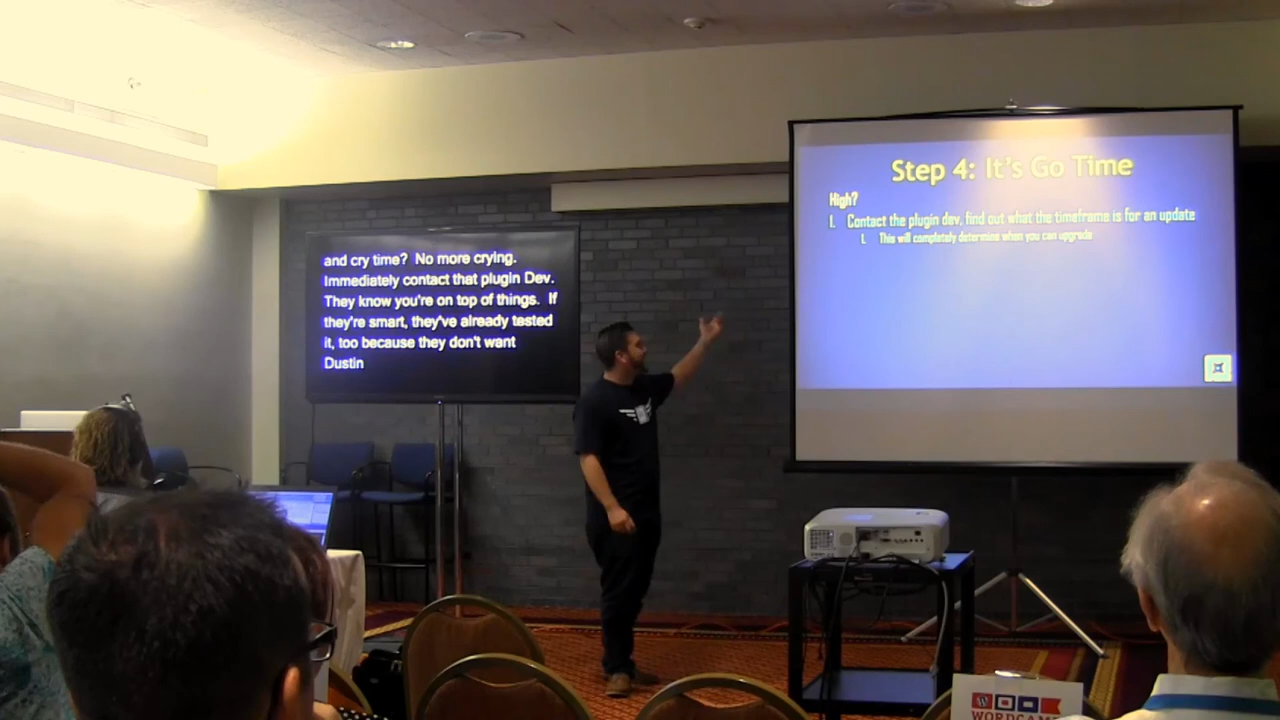 and cry time?  No more crying.
Immediately contact that plugin Dev.
They know you're on top of things.  If
they're smart, they've already tested
it, too because they don't want
Dustin
Step 4: It's Go Time
High?
I. Contact the plugin dev, find out what the timeframe is for an update
I. This will completely determine when you can upgrade
WORDCAMP